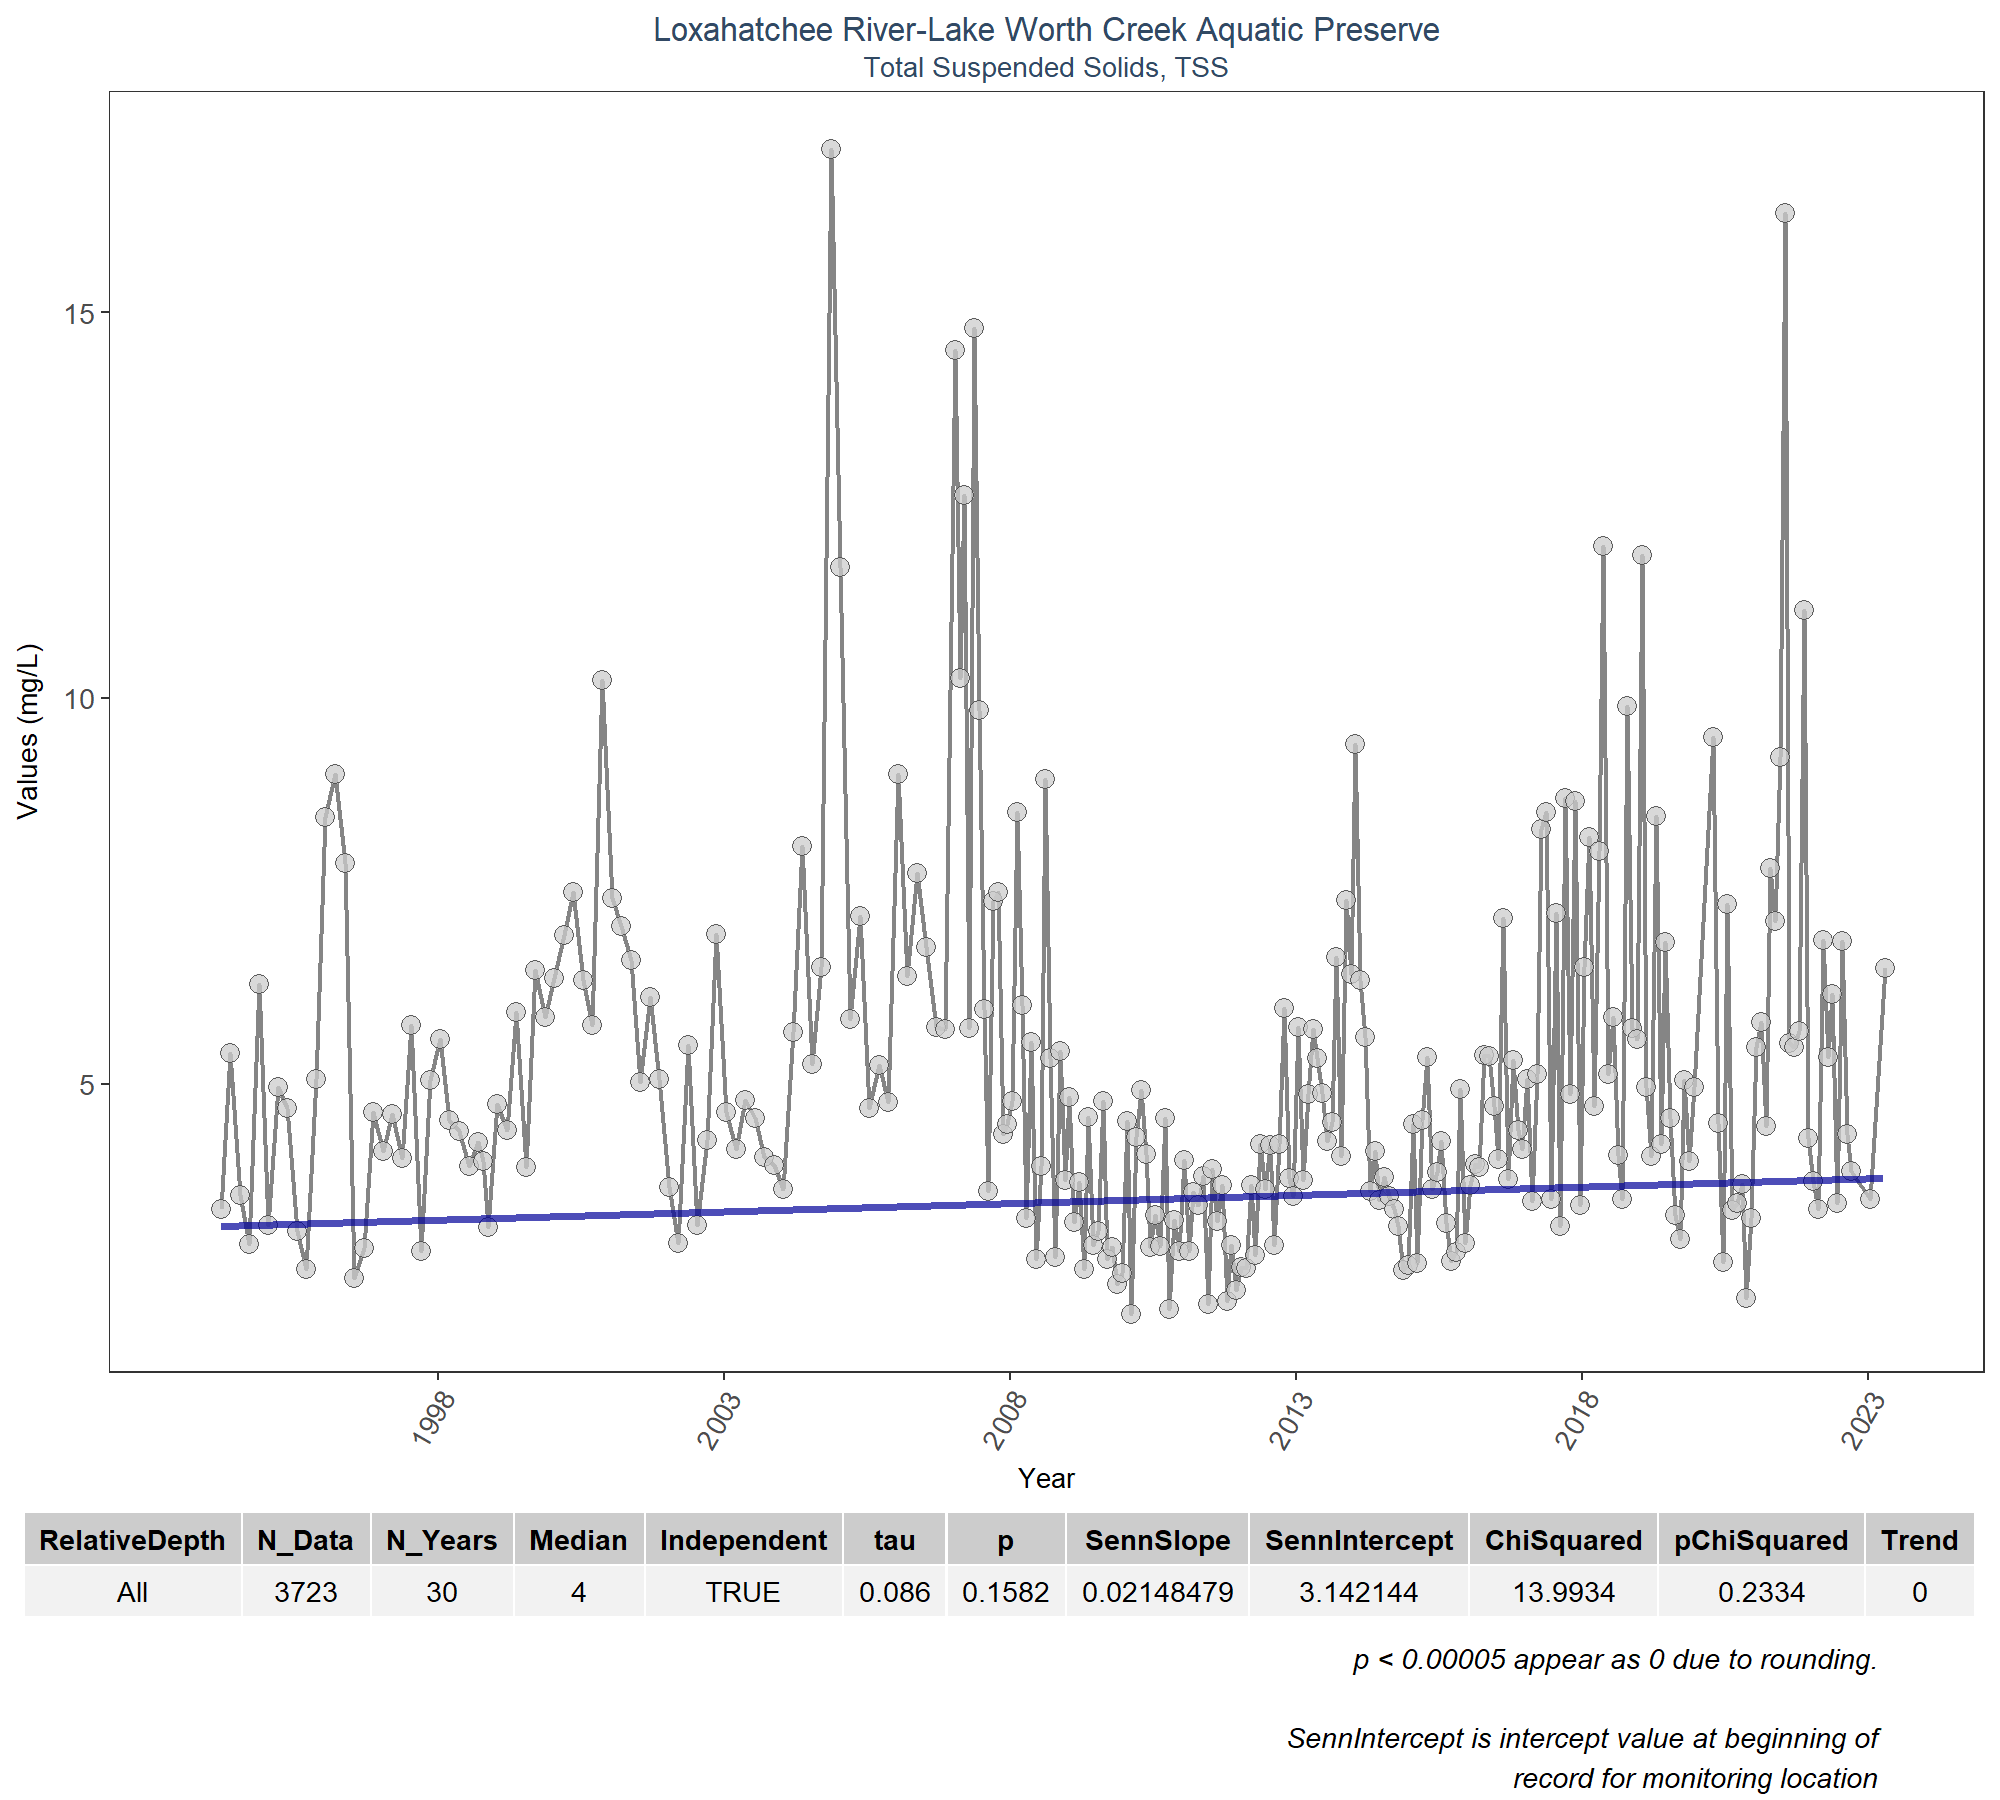 Loxahatchee River-Lake Worth Creek Aquatic Preserve
Total Suspended Solids, TSS
Values (mg/L)
15
10
5
1998
2003
2008
2013
2018
2023
Year
RelativeDepth N_Data N_Years Median Independent tau p SennSlope SennIntercept ChiSquared pChiSquared Trend
All 3723 30 4 TRUE 0.086 0.1582 0.02148479 3.142144 13.9934 0.2334 0
p < 0.00005 appear as 0 due to rounding.
SennIntercept is intercept value at beginning of
record for monitoring location